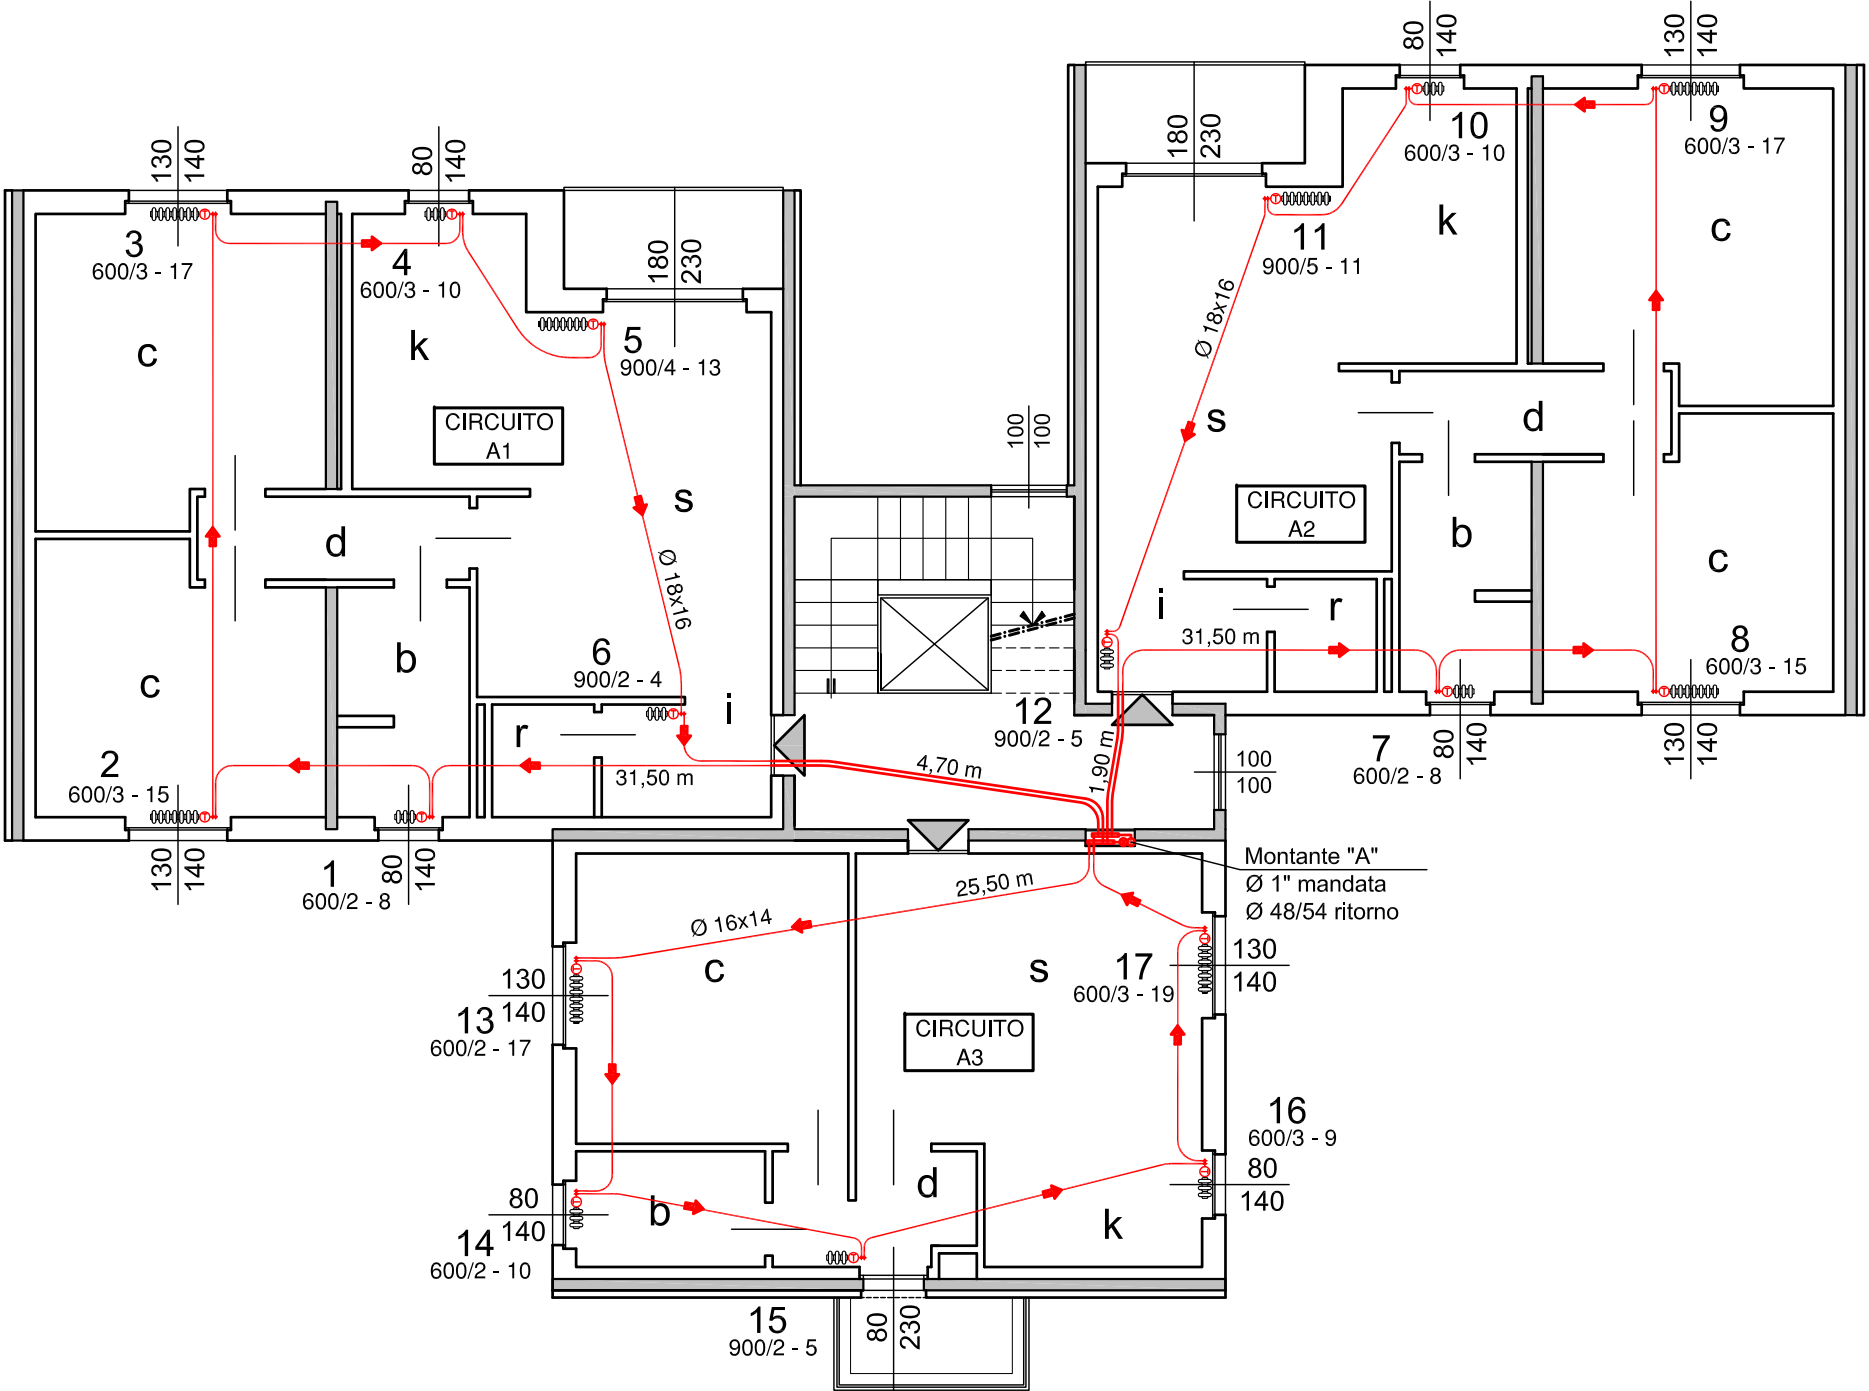 80
140
130
140
10
600/3 - 10
9
600/3 - 17
180
230
11
900/5 - 11
k
c
130
140
80
140
180
230
3
600/3 - 17
4
600/3 - 10
5
900/4 - 13
c
k
CIRCUITO
A1
s
Ø 18x16
d
b
c
6
900/2 - 4
i
r
31,50 m
2
600/3 - 15
130
140
1
600/2 - 8
80
140
100
100
Ø 18x16
s
d
CIRCUITO
A2
b
c
i
r
31,50 m
8
600/3 - 15
12
900/2 - 5
7
600/2 - 8
80
140
130
140
4,70 m
1,90 m
100
100
Montante "A"
Ø 1" mandata
Ø 48/54 ritorno
25,50 m
Ø 16x14
c
s
130
140
13
600/2 - 17
17
600/3 - 19
130
140
CIRCUITO
A3
16
600/3 - 9
80
140
80
140
b
d
k
14
600/2 - 10
15
900/2 - 5
80
230